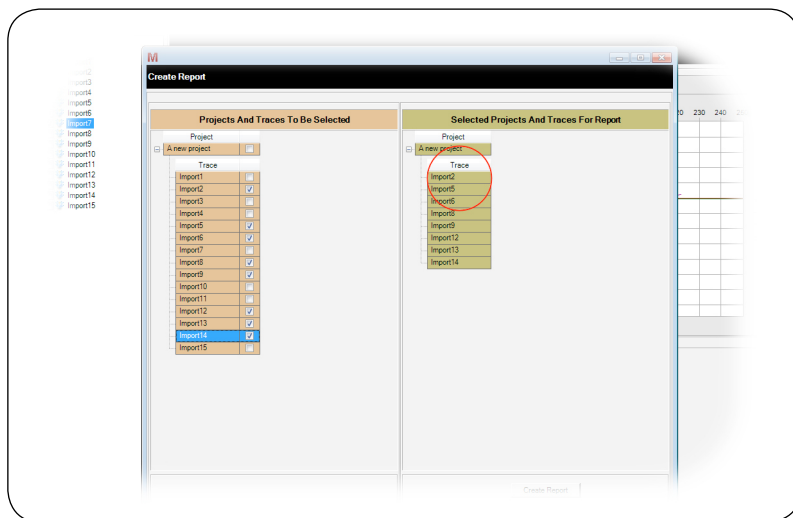 M
Create Report
Import3
Import4
Import5
Import6
Import7
Import8
Import9
Import10
Import11
Import12
Import13
Import14
Import15
Projects And Traces To Be Selected
Project
A new project
Trace
Import1
Import2
Import3
Import4
Import5
Import6
Import7
Import8
Import9
Import10
Import11
Import12
Import13
Import14
Import15
Selected Projects And Traces For Report
Project
A new project
Trace
Import2
Import5
Import6
Import8
Import9
Import12
Import13
Import14
230 240
Create Report